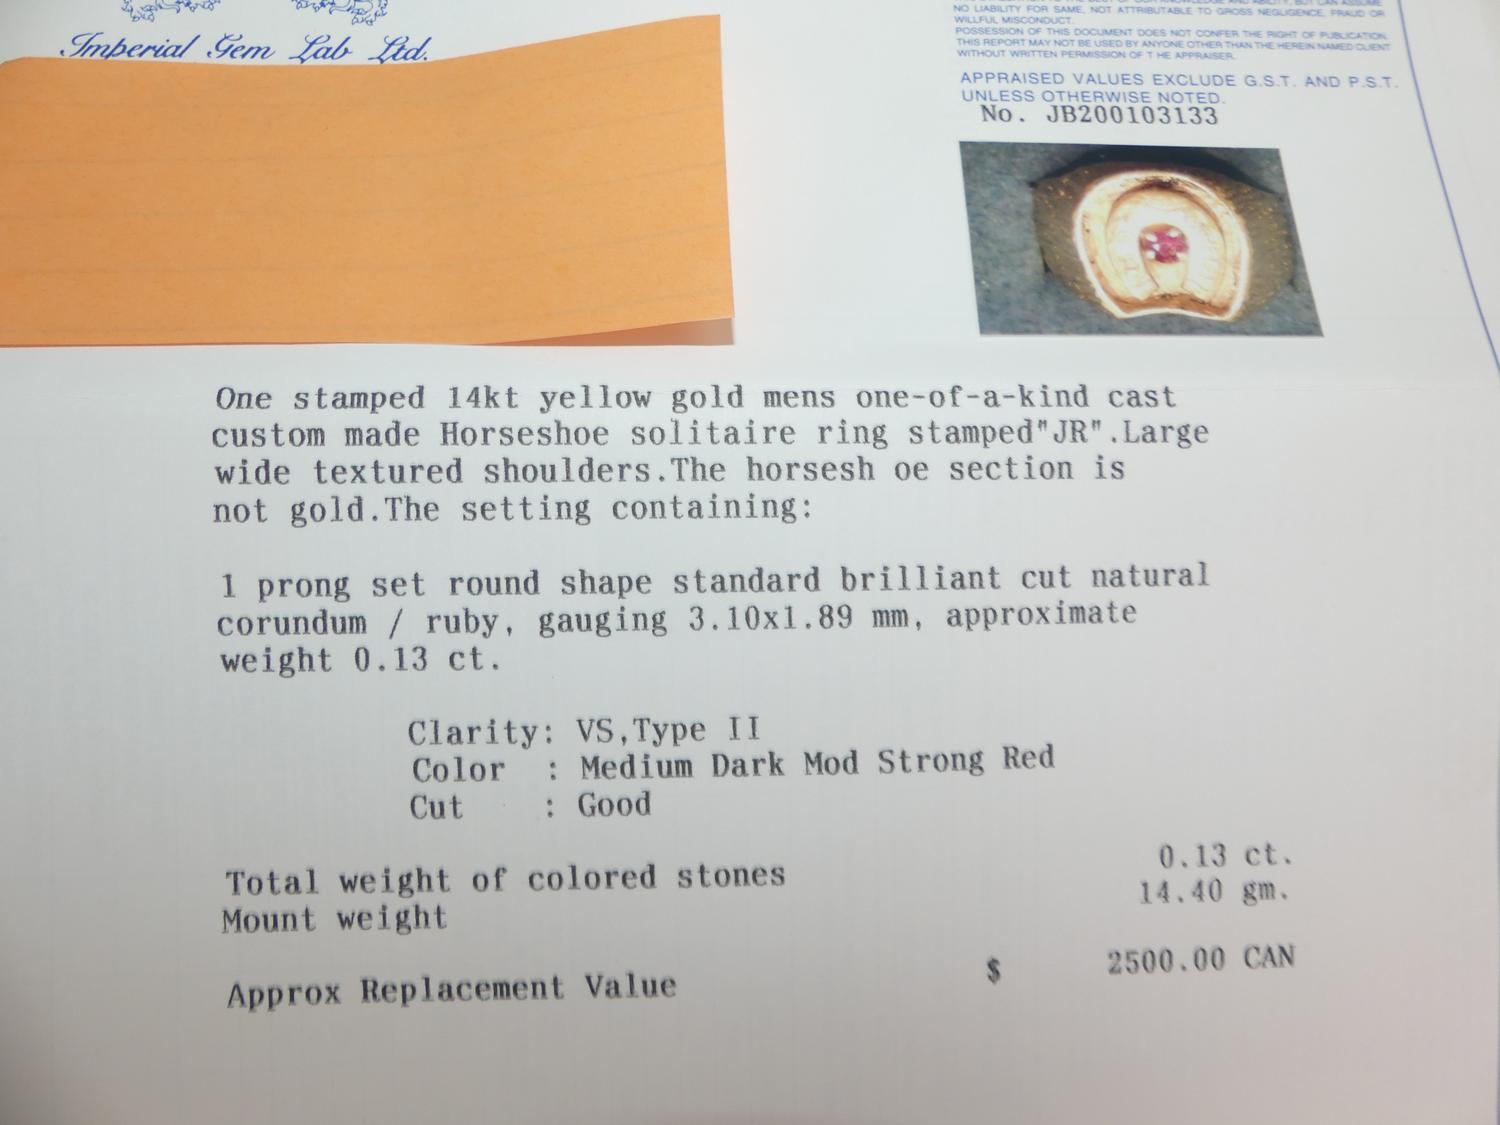 Imperial Gem Lab Ltd.
NO LIABILITY FOR SAME, NOT ATTRIBUTABLE TO GROSS NEGLIGENCE, FRAUD OR
WILLFUL MISCONDUCT.
POSSESSION OF THIS DOCUMENT DOES NOT CONFER THE RIGHT OF PUBLICATION.
THIS REPORT MAY NOT BE USED BY ANYONE OTHER THAN THE HEREIN NAMED CLIENT
WITHOUT WRITTEN PERMISSION OF T HE APPRAISER.
APPRAISED VALUES EXCLUDE G.S.T. AND P.S.T.
UNLESS OTHERWISE NOTED.
No. JB200103133
One stamped 14kt yellow gold mens one-of-a-kind cast
custom made Horseshoe solitaire ring stamped"JR".Large
wide textured shoulders.The horsesh oe section is
not gold.The setting containing:
1 prong set round shape standard brilliant cut natural
corundum / ruby, gauging 3.10x1.89 mm, approximate
weight 0.13 ct.
Clarity: VS,Type II
Color : Medium Dark Mod Strong Red
Cut : Good
Total weight of colored stones 0.13 ct.
Mount weight 14.40 gm.
Approx Replacement Value $ 2500.00 CAN